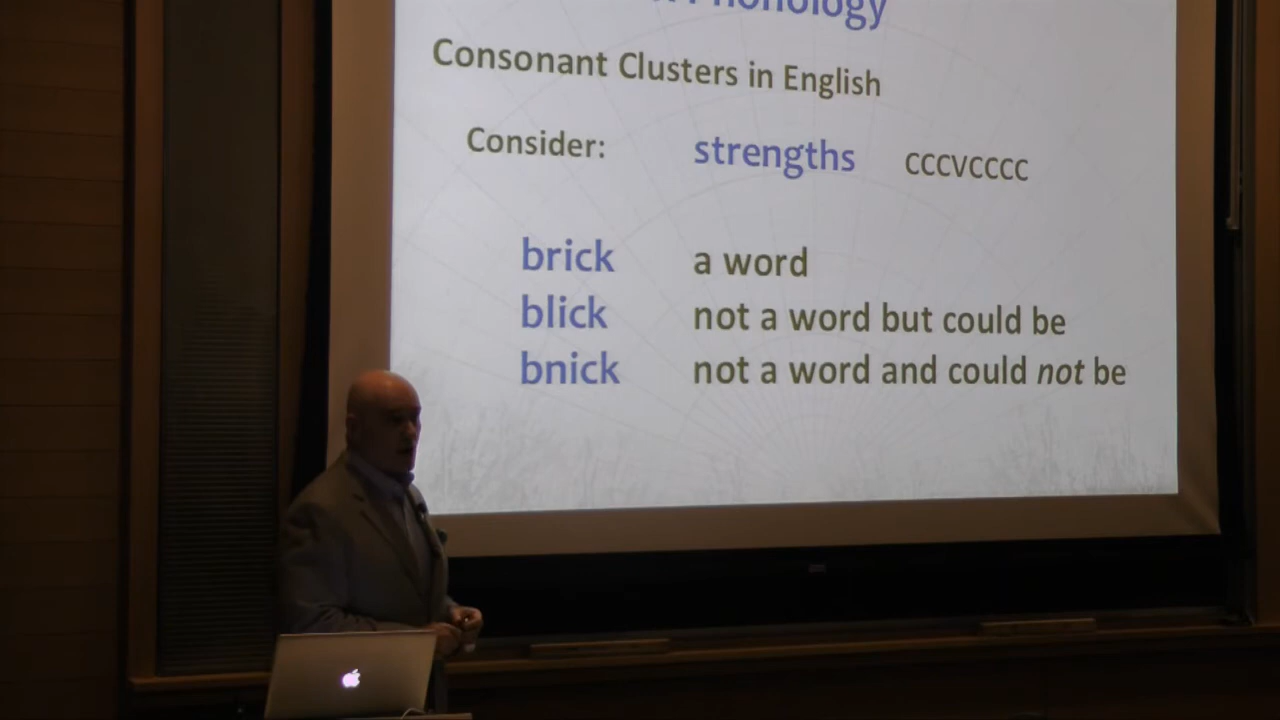 Phonology
Consonant Clusters in English
Consider: strengths CCCVCCCC
brick a word
blick not a word but could be
bnick not a word and could not be